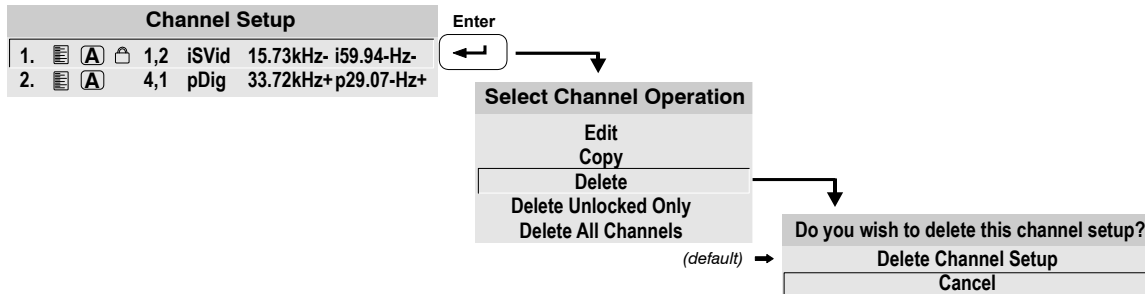 Channel Setup
1. A 1,2 iSVid 15.73kHz- i59.94-Hz-
2. A 4,1 pDig 33.72kHz+ p29.07-Hz+
Enter
Select Channel Operation
Edit
Copy
Delete
Delete Unlocked Only
Delete All Channels
Do you wish to delete this channel setup?
(default) Delete Channel Setup
Cancel